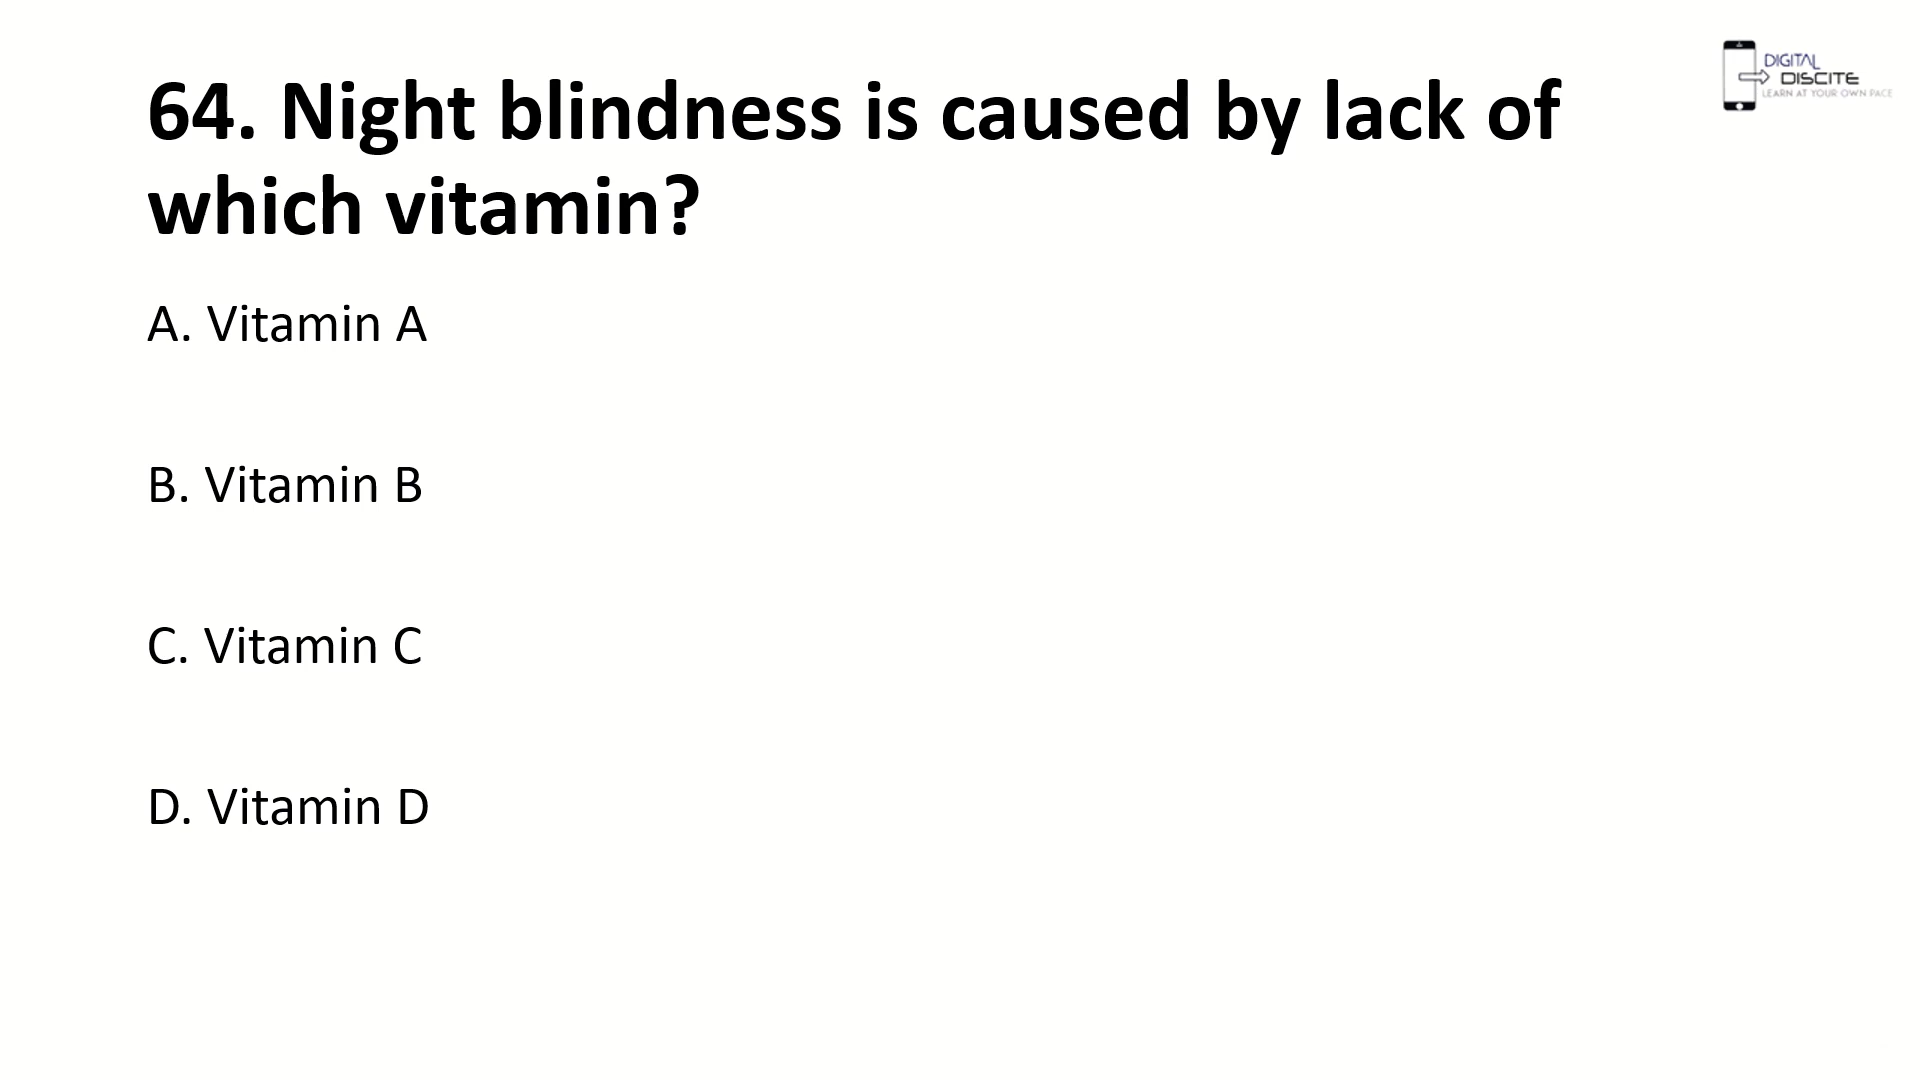 64. Night blindness is caused by lack of
which vitamin?
A. Vitamin A
B. Vitamin B
C. Vitamin C
D. Vitamin D
DIGITAL
DISCITE
LEARN AT YOUR OWN PACE